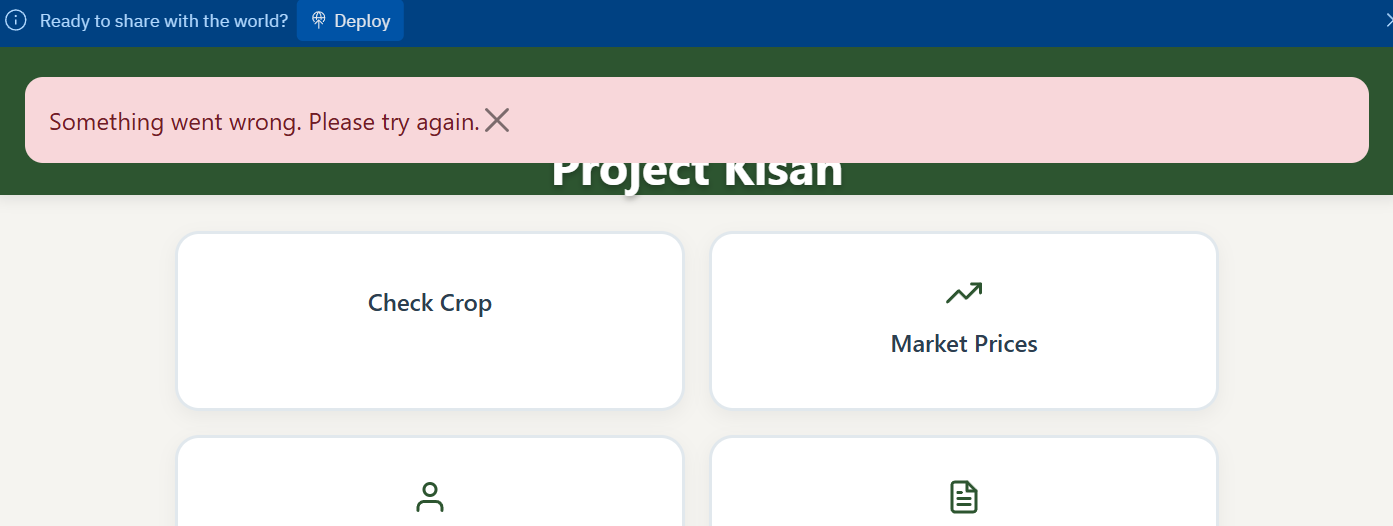 Ready to share with the world? Deploy
Something went wrong. Please try again.
Project Kisan
Check Crop
Market Prices